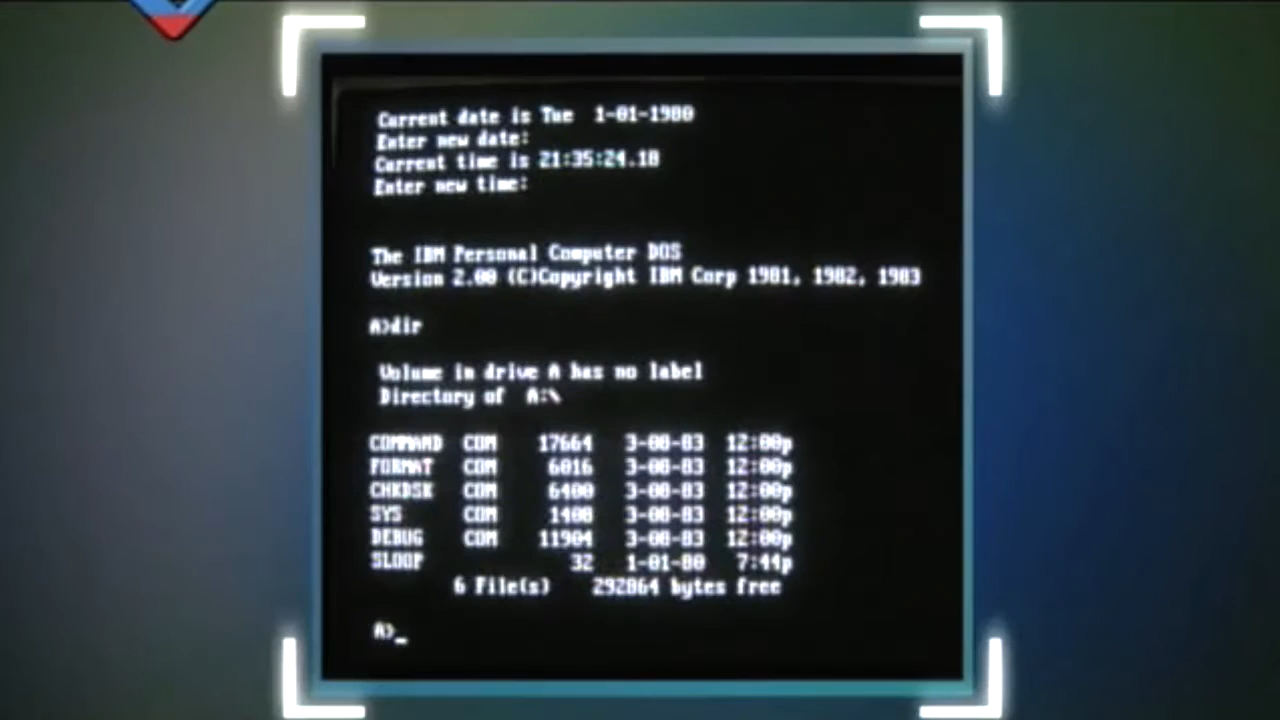 Current date is Tue  1-01-1980
Enter new date:
Current time is 21:35:24.18
Enter new time:
The IBM Personal Computer DOS
Version 2.00 (C)Copyright IBM Corp 1981, 1982, 1983
A>dir
Volume in drive A has no label
Directory of  A:\
COMMAND  COM    17664   3-08-83  12:00p
FORMAT   COM     6016   3-08-83  12:00p
CHKDSK   COM     6400   3-08-83  12:00p
SYS      COM     1408   3-08-83  12:00p
DEBUG    COM    11904   3-08-83  12:00p
SLOOP              32   1-01-80   7:44p
6 File(s)    292864 bytes free
A>_